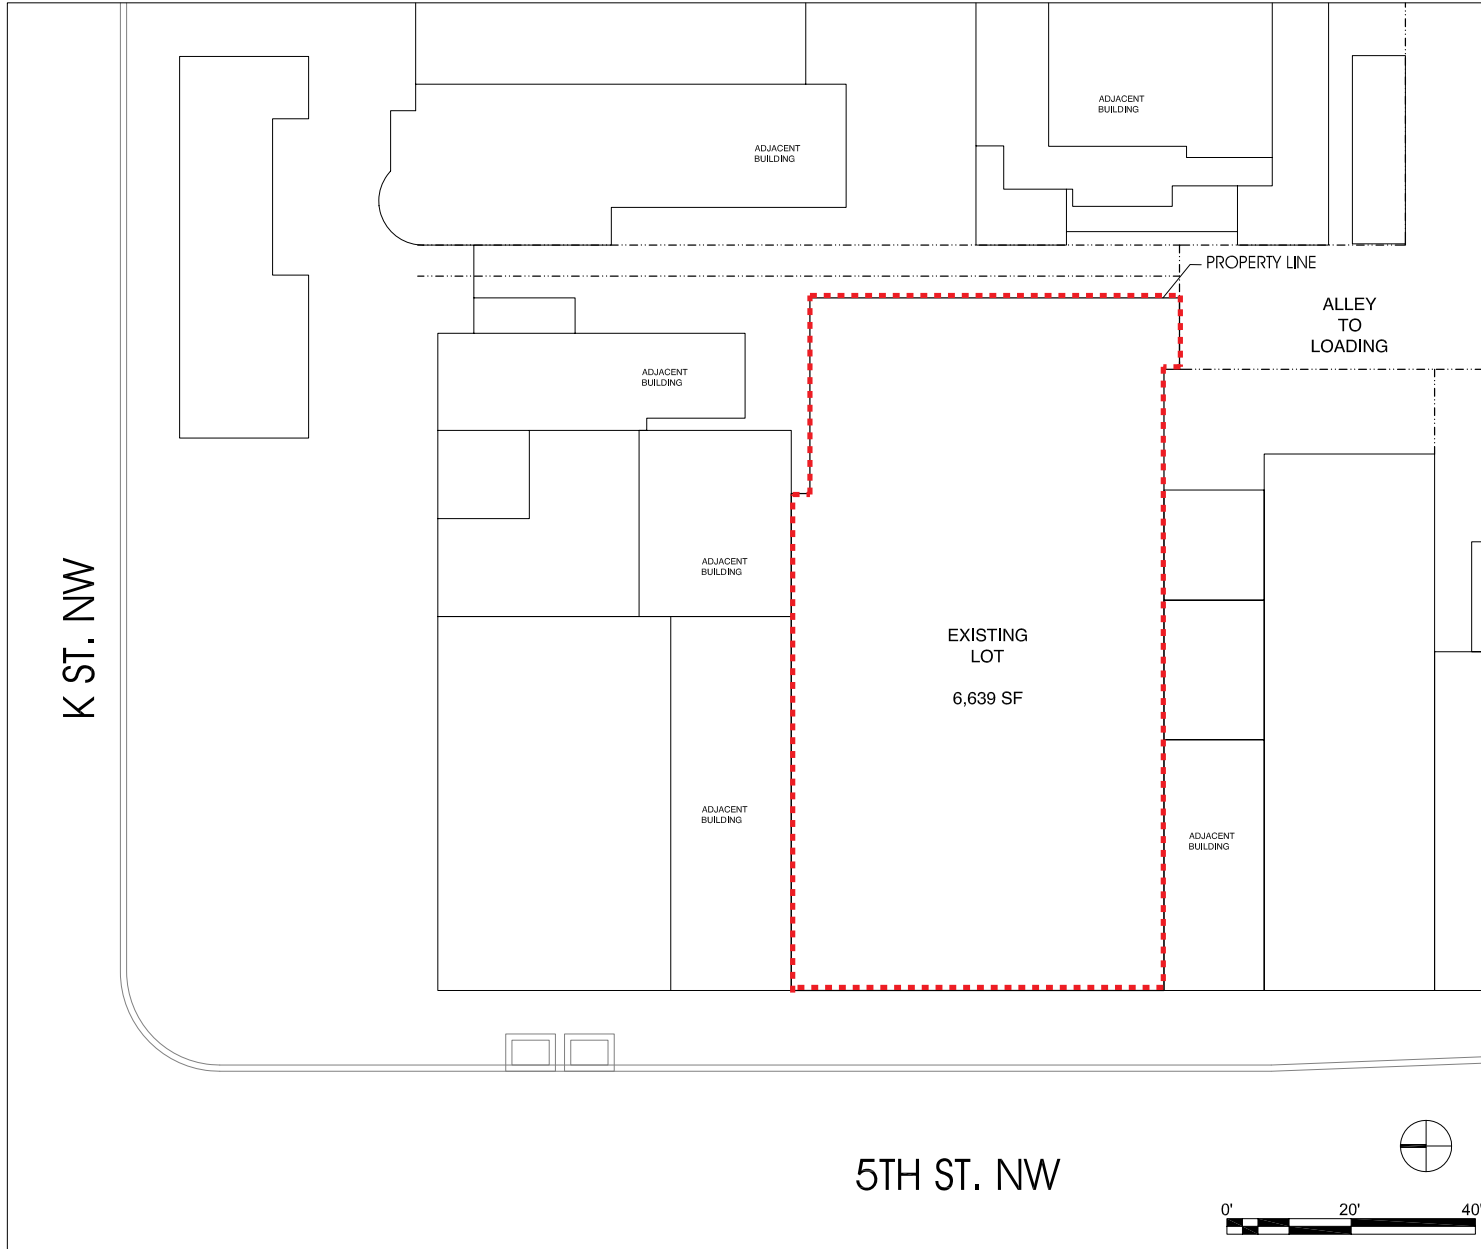 ADJACENT
BUILDING
ADJACENT
BUILDING
PROPERTY LINE
ALLEY
TO
LOADING
ADJACENT
BUILDING
ADJACENT
BUILDING
K ST. NW
EXISTING
LOT
6,639 SF
ADJACENT
BUILDING
ADJACENT
BUILDING
5TH ST. NW
0' 20' 40'